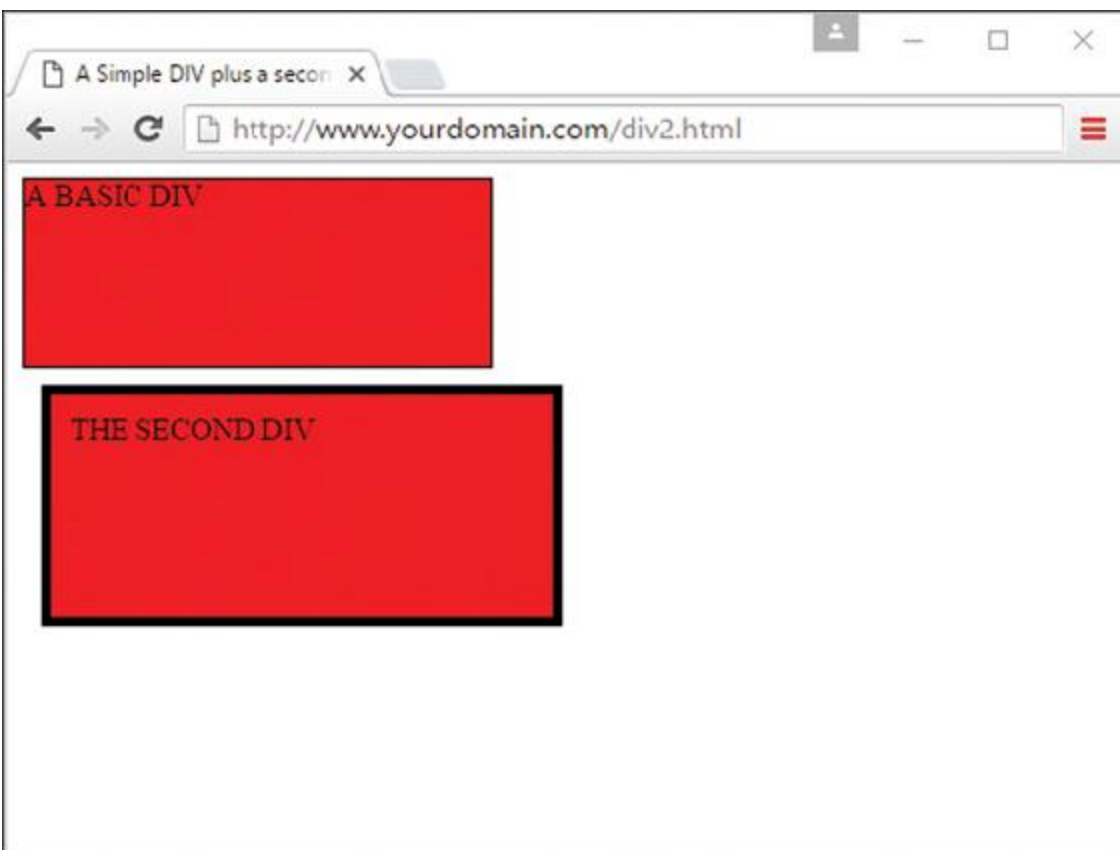 A Simple DIV plus a secon
http://www.yourdomain.com/div2.html
A BASIC DIV
THE SECOND DIV